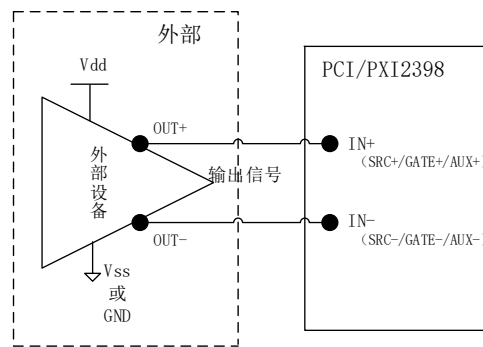 外部
Vdd
PCI/PXI2398
OUT+
IN+
(SRC+/GATE+/AUX+)
外部设备
输出信号
IN-
(SRC-/GATE-/AUX-)
OUT-
Vss
或
GND